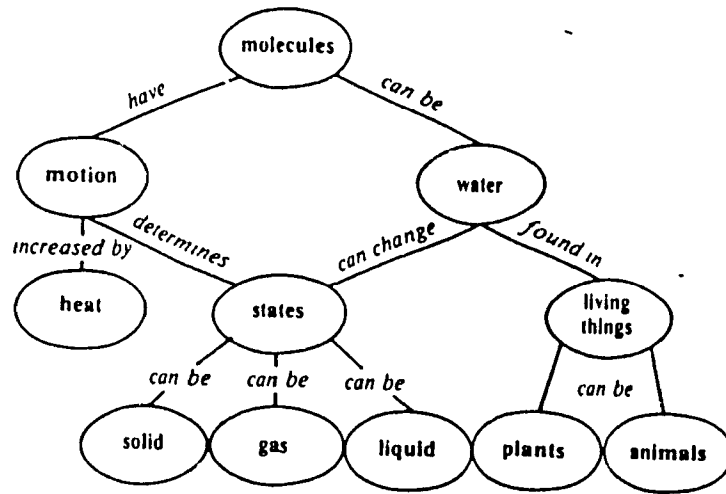 molecules
have
can be
motion
water
increased by
determines
can change
found in
heat
states
living
things
can be
can be
can be
can be
solid
gas
liquid
plants
animals